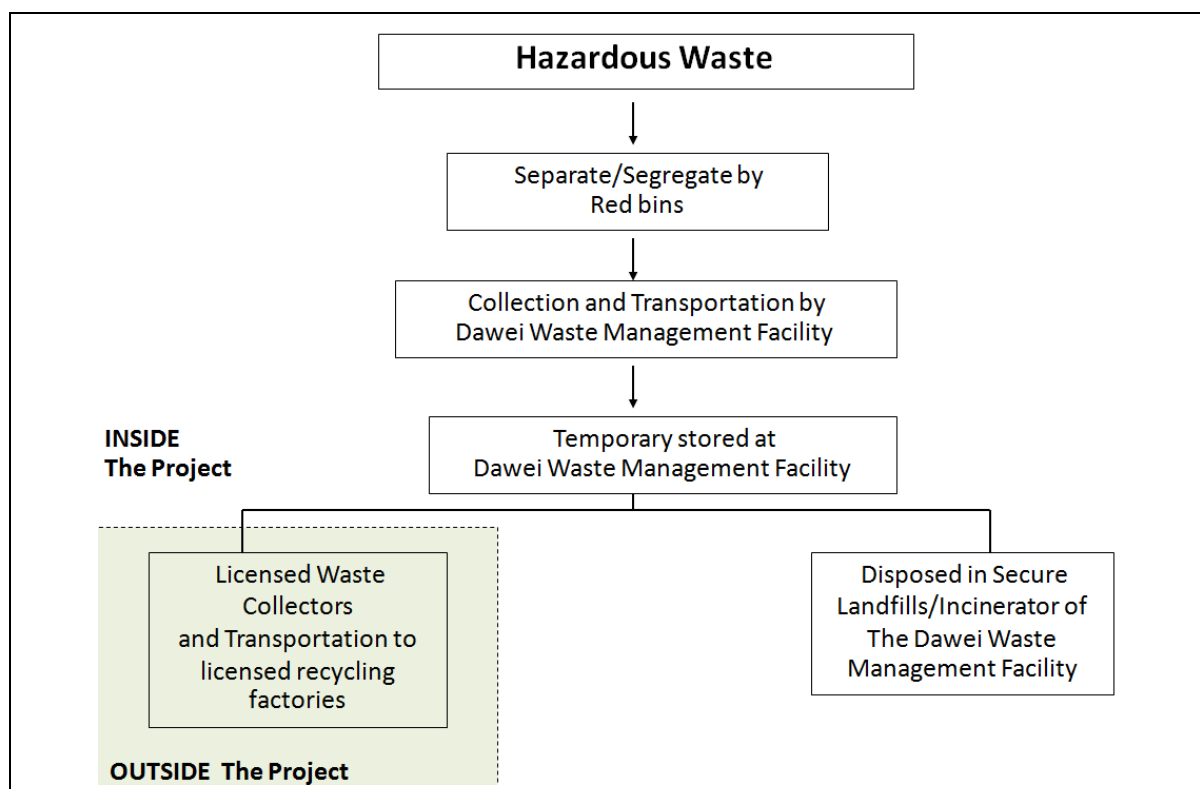 Hazardous Waste
Separate/Segregate by
Red bins
Collection and Transportation by
Dawei Waste Management Facility
INSIDE
The Project
Temporary stored at
Dawei Waste Management Facility
Licensed Waste
Collectors
and Transportation to
licensed recycling
factories
Disposed in Secure
Landfills/Incinerator of
The Dawei Waste
Management Facility
OUTSIDE The Project